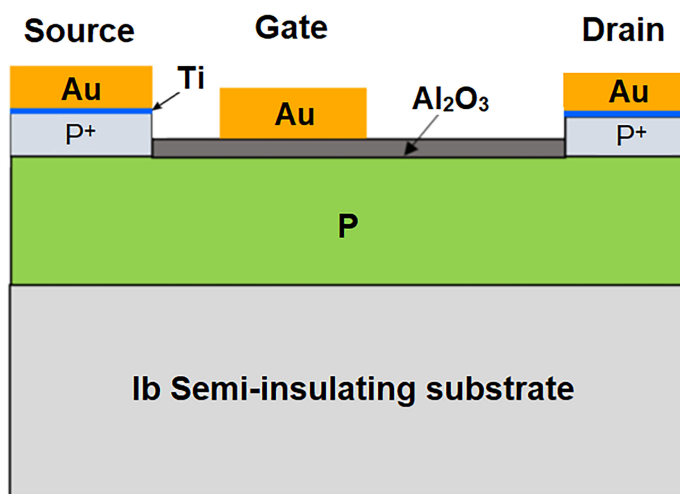 Source
Gate
Drain
Au
Ti
Au
Al₂O₃
Au
P⁺
P⁺
P
Ib Semi-insulating substrate